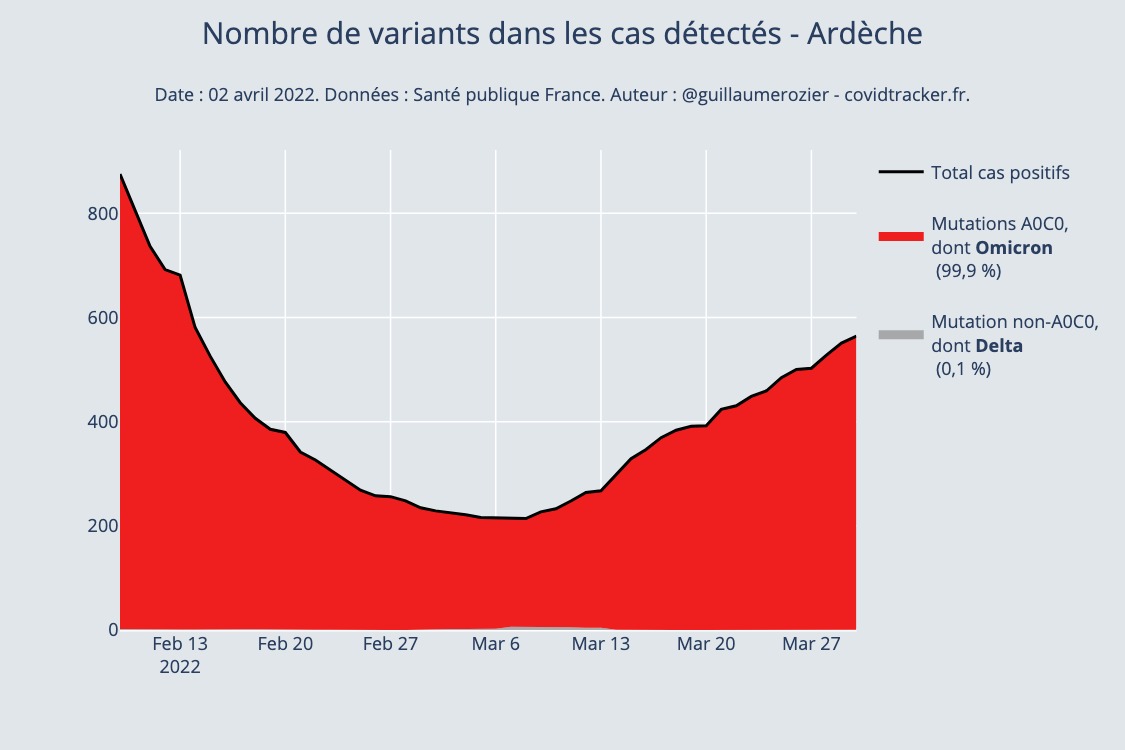 Nombre de variants dans les cas détectés - Ardèche
Date : 02 avril 2022. Données : Santé publique France. Auteur : @guillaumerozier - covidtracker.fr.
Total cas positifs
Mutations A0C0,
dont Omicron
(99,9 %)
Mutation non-A0C0,
dont Delta
(0,1 %)
800
600
400
200
0
Feb 13
2022
Feb 20
Feb 27
Mar 6
Mar 13
Mar 20
Mar 27